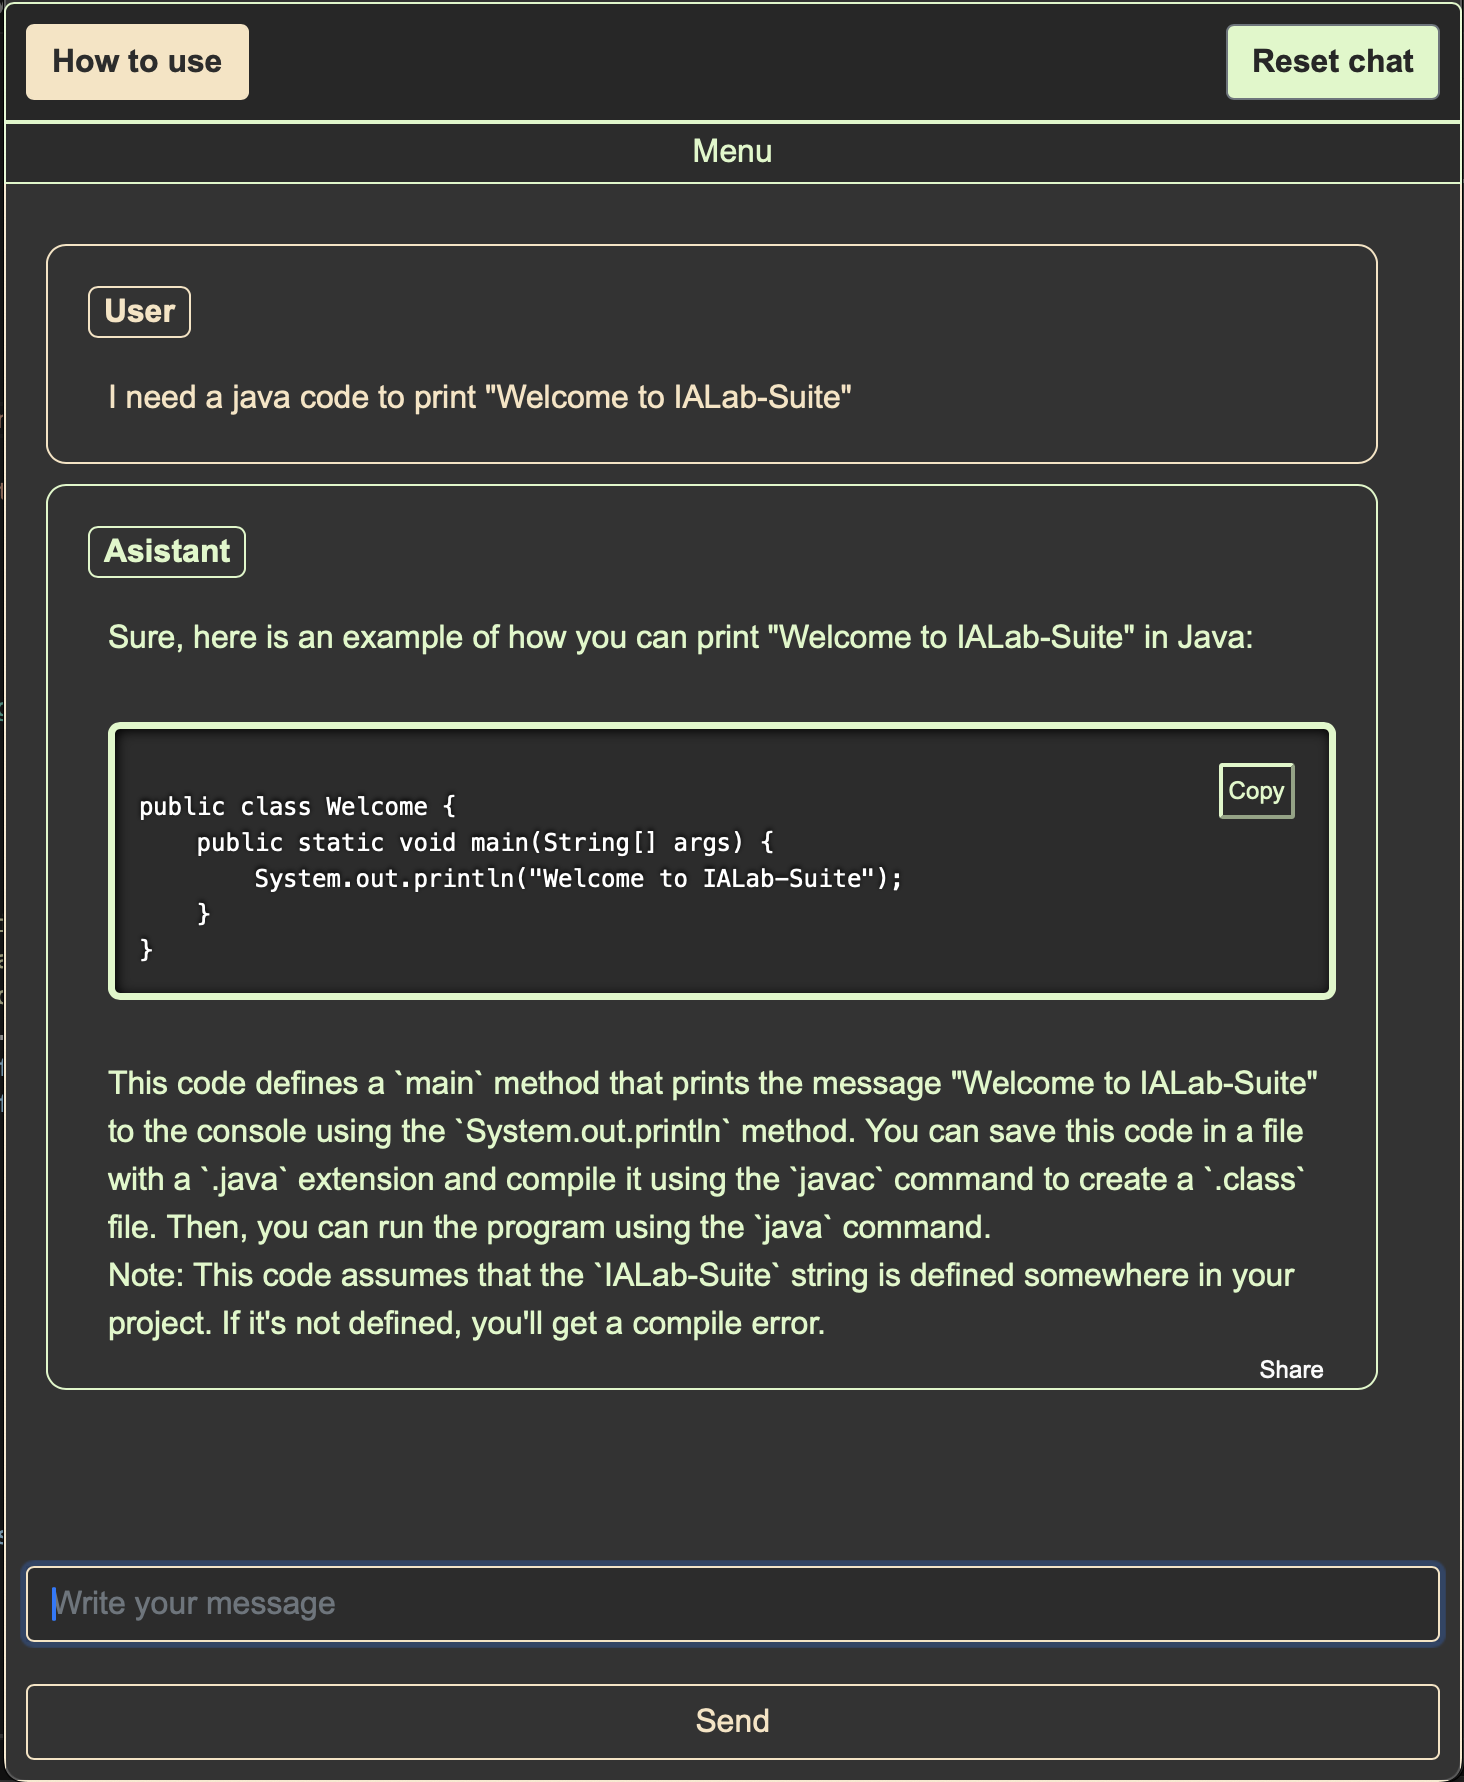 How to use
Reset chat
Menu
User
I need a java code to print "Welcome to IALab-Suite"
Asistant
Sure, here is an example of how you can print "Welcome to IALab-Suite" in Java:
Copy
public class Welcome {
    public static void main(String[] args) {
        System.out.println("Welcome to IALab-Suite");
    }
}
This code defines a `main` method that prints the message "Welcome to IALab-Suite"
to the console using the `System.out.println` method. You can save this code in a file
with a `.java` extension and compile it using the `javac` command to create a `.class`
file. Then, you can run the program using the `java` command.
Note: This code assumes that the `IALab-Suite` string is defined somewhere in your
project. If it's not defined, you'll get a compile error.
Share
Write your message
Send